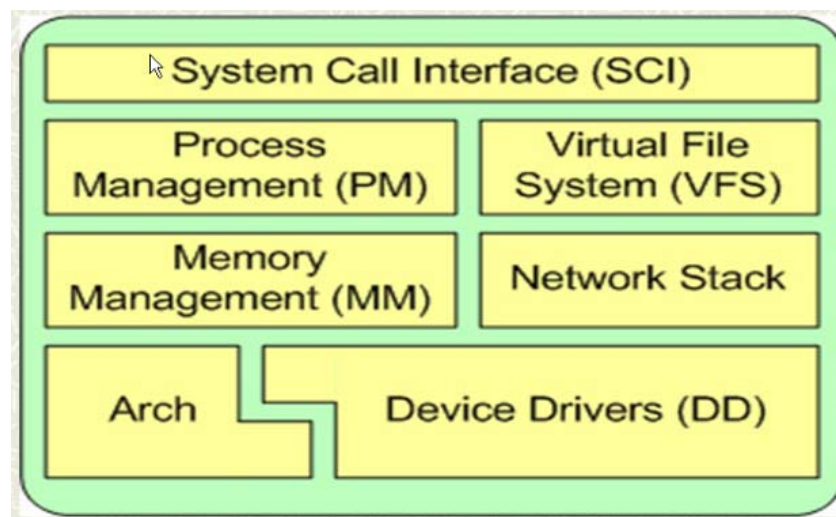 System Call Interface (SCI)
Process
Management (PM)
Virtual File
System (VFS)
Memory
Management (MM)
Network Stack
Arch
Device Drivers (DD)